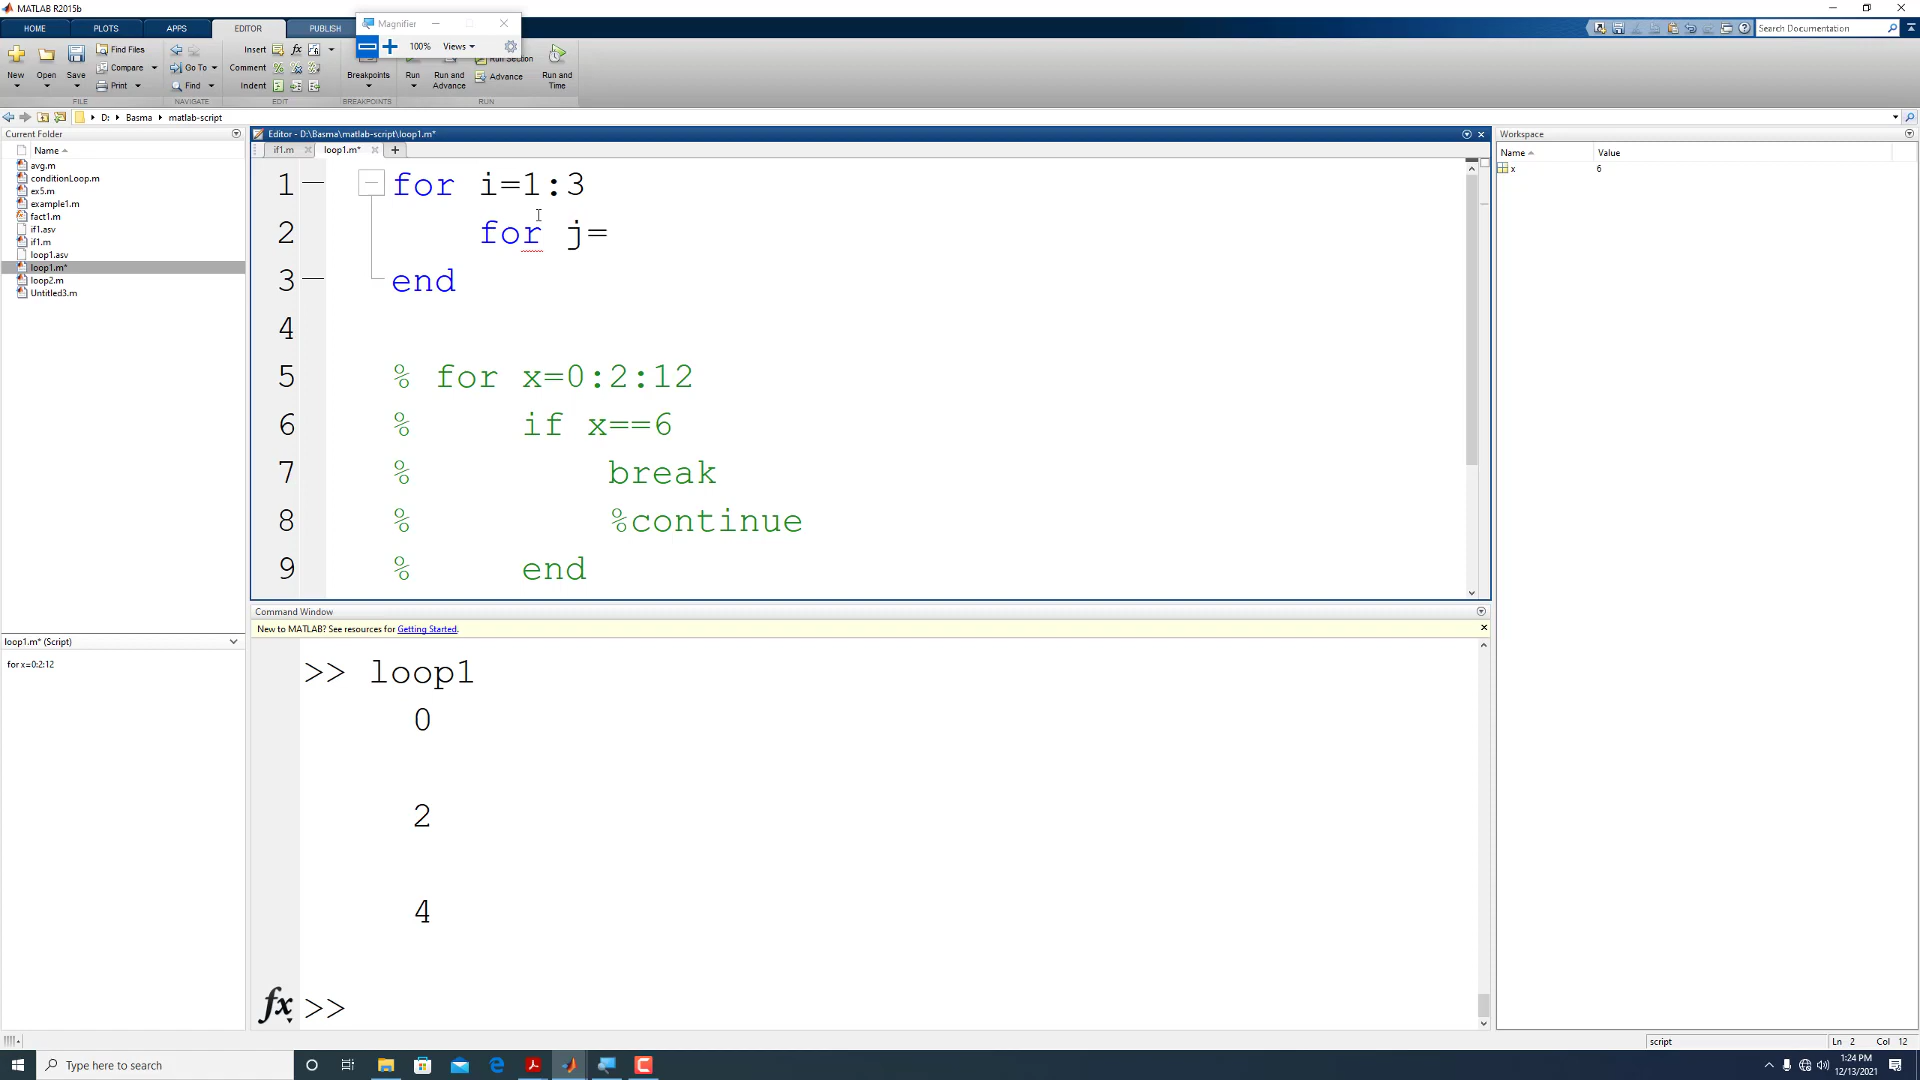 MATLAB R2015b
Magnifier
HOME PLOTS APPS EDITOR PUBLISH
Search Documentation
100% Views
New Open Save
Find Files
Compare
Print
Go To
Find
Insert
Comment
Indent
Breakpoints
Run
Run and Advance
Run Section
Advance
Run and Time
FILE NAVIGATE EDIT BREAKPOINTS RUN
D: Basma matlab-script
Current Folder
Name
avg.m
conditionLoop.m
ex5.m
example1.m
fact1.m
if1.asv
if1.m
loop1.asv
loop1.m*
loop2.m
Untitled3.m
loop1.m* (Script)
for x=0:2:12
Editor - D:\Basma\matlab-script\loop1.m*
if1.m loop1.m*
1 for i=1:3
2 for j=
3 end
4
5 % for x=0:2:12
6 % if x==6
7 % break
8 % %continue
9 % end
Command Window
New to MATLAB? See resources for Getting Started.
>> loop1
0
2
4
fx >>
Workspace
Name Value
x 6
script Ln 2 Col 12
Type here to search
1:24 PM
12/13/2021